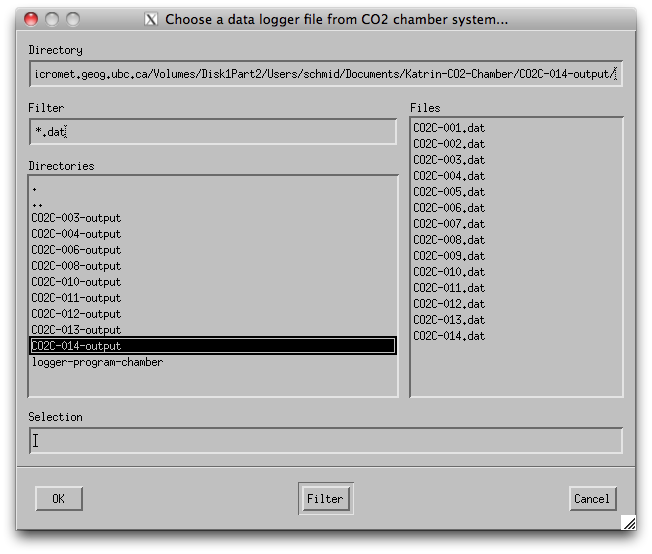 Choose a data logger file from CO2 chamber system...
Directory
icromet.geog.ubc.ca/Volumes/Disk1Part2/Users/schmid/Documents/Katrin-CO2-Chamber/CO2C-014-output/
Filter
*.dat
Directories
.
..
CO2C-003-output
CO2C-004-output
CO2C-006-output
CO2C-008-output
CO2C-010-output
CO2C-011-output
CO2C-012-output
CO2C-013-output
CO2C-014-output
logger-program-chamber
Files
CO2C-001.dat
CO2C-002.dat
CO2C-003.dat
CO2C-004.dat
CO2C-005.dat
CO2C-006.dat
CO2C-007.dat
CO2C-008.dat
CO2C-009.dat
CO2C-010.dat
CO2C-011.dat
CO2C-012.dat
CO2C-013.dat
CO2C-014.dat
Selection
OK
Filter
Cancel